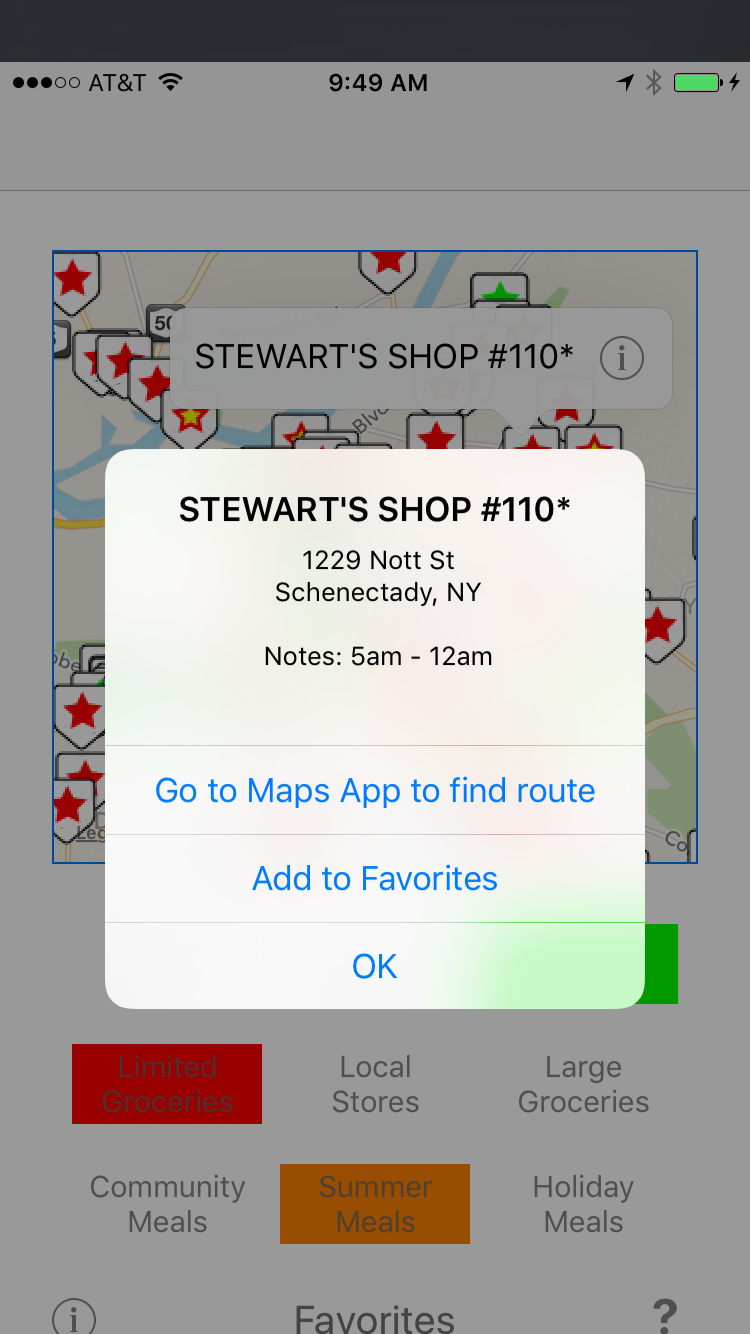 AT&T 9:49 AM
50
STEWART'S SHOP #110*
Blvd
STEWART'S SHOP #110*
1229 Nott St
Schenectady, NY
Notes: 5am - 12am
Go to Maps App to find route
Add to Favorites
OK
Limited
Groceries
Local
Stores
Large
Groceries
Community
Meals
Summer
Meals
Holiday
Meals
Favorites
?